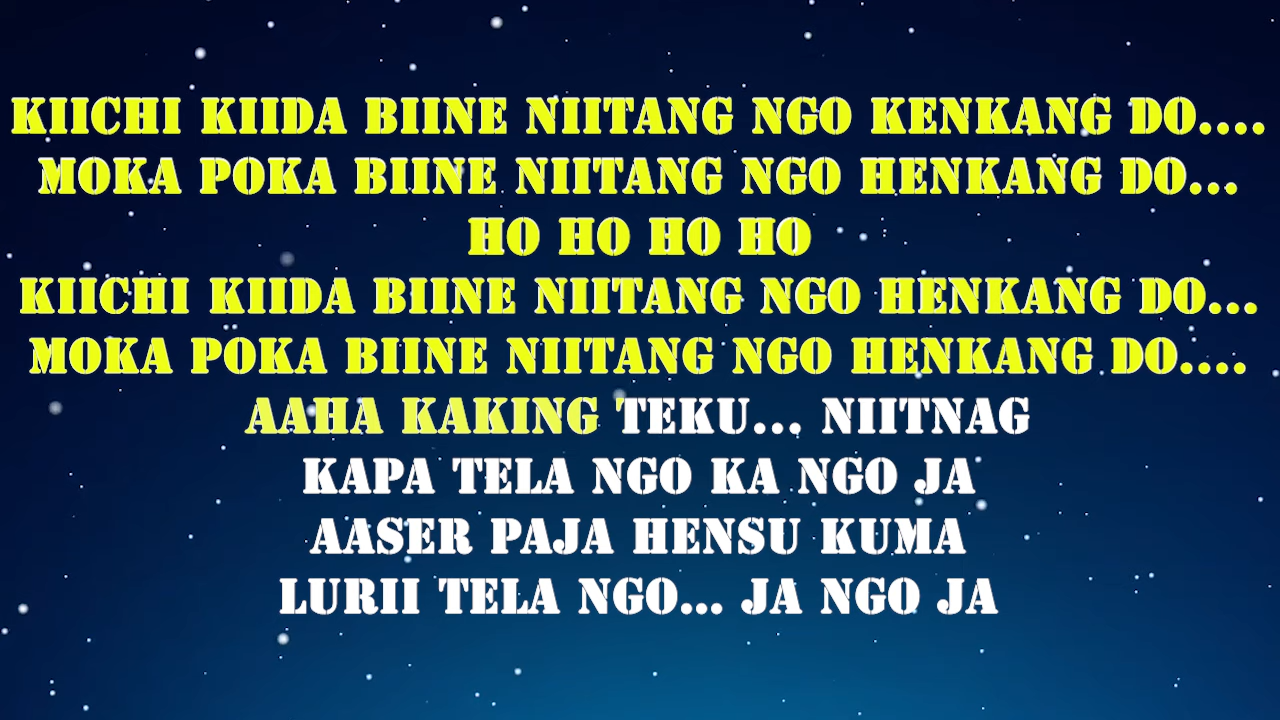 KIICHI KIIDA BIINE NIITANG NGO KENKANG DO....
MOKA POKA BIINE NIITANG NGO HENKANG DO...
HO HO HO HO
KIICHI KIIDA BIINE NIITANG NGO HENKANG DO...
MOKA POKA BIINE NIITANG NGO HENKANG DO....
AAHA KAKING TEKU... NIITNAG
KAPA TELA NGO KA NGO JA
AASER PAJA HENSU KUMA
LURII TELA NGO... JA NGO JA